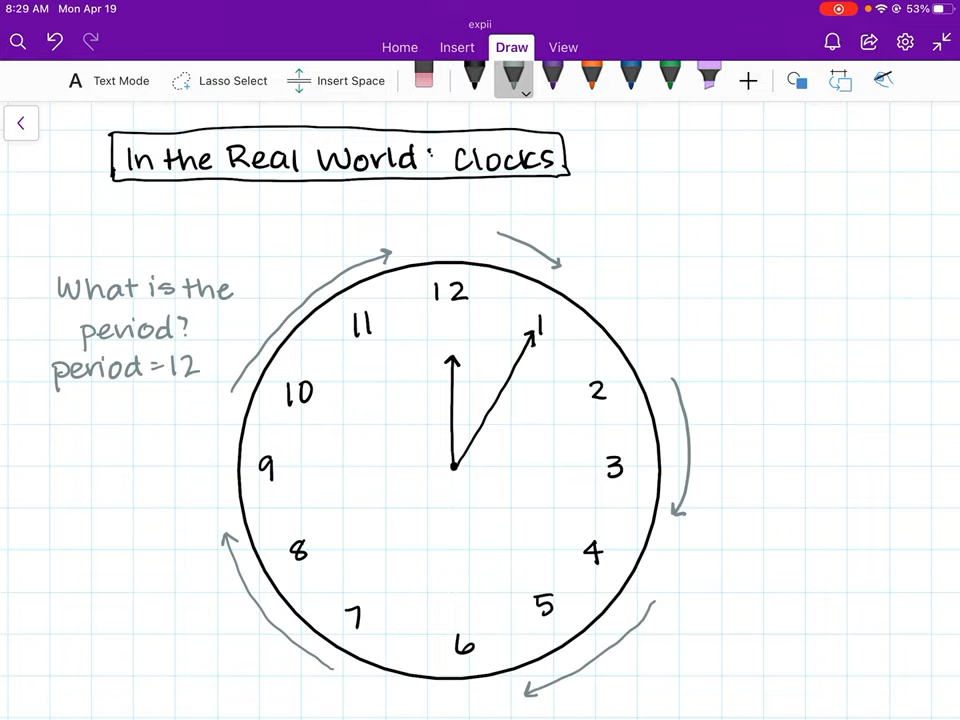 8:29 AM Mon Apr 19
53%
expii
Home Insert Draw View
A Text Mode Lasso Select Insert Space
In the Real World: Clocks
What is the
period?
period=12
12
1
2
3
4
5
6
7
8
9
10
11